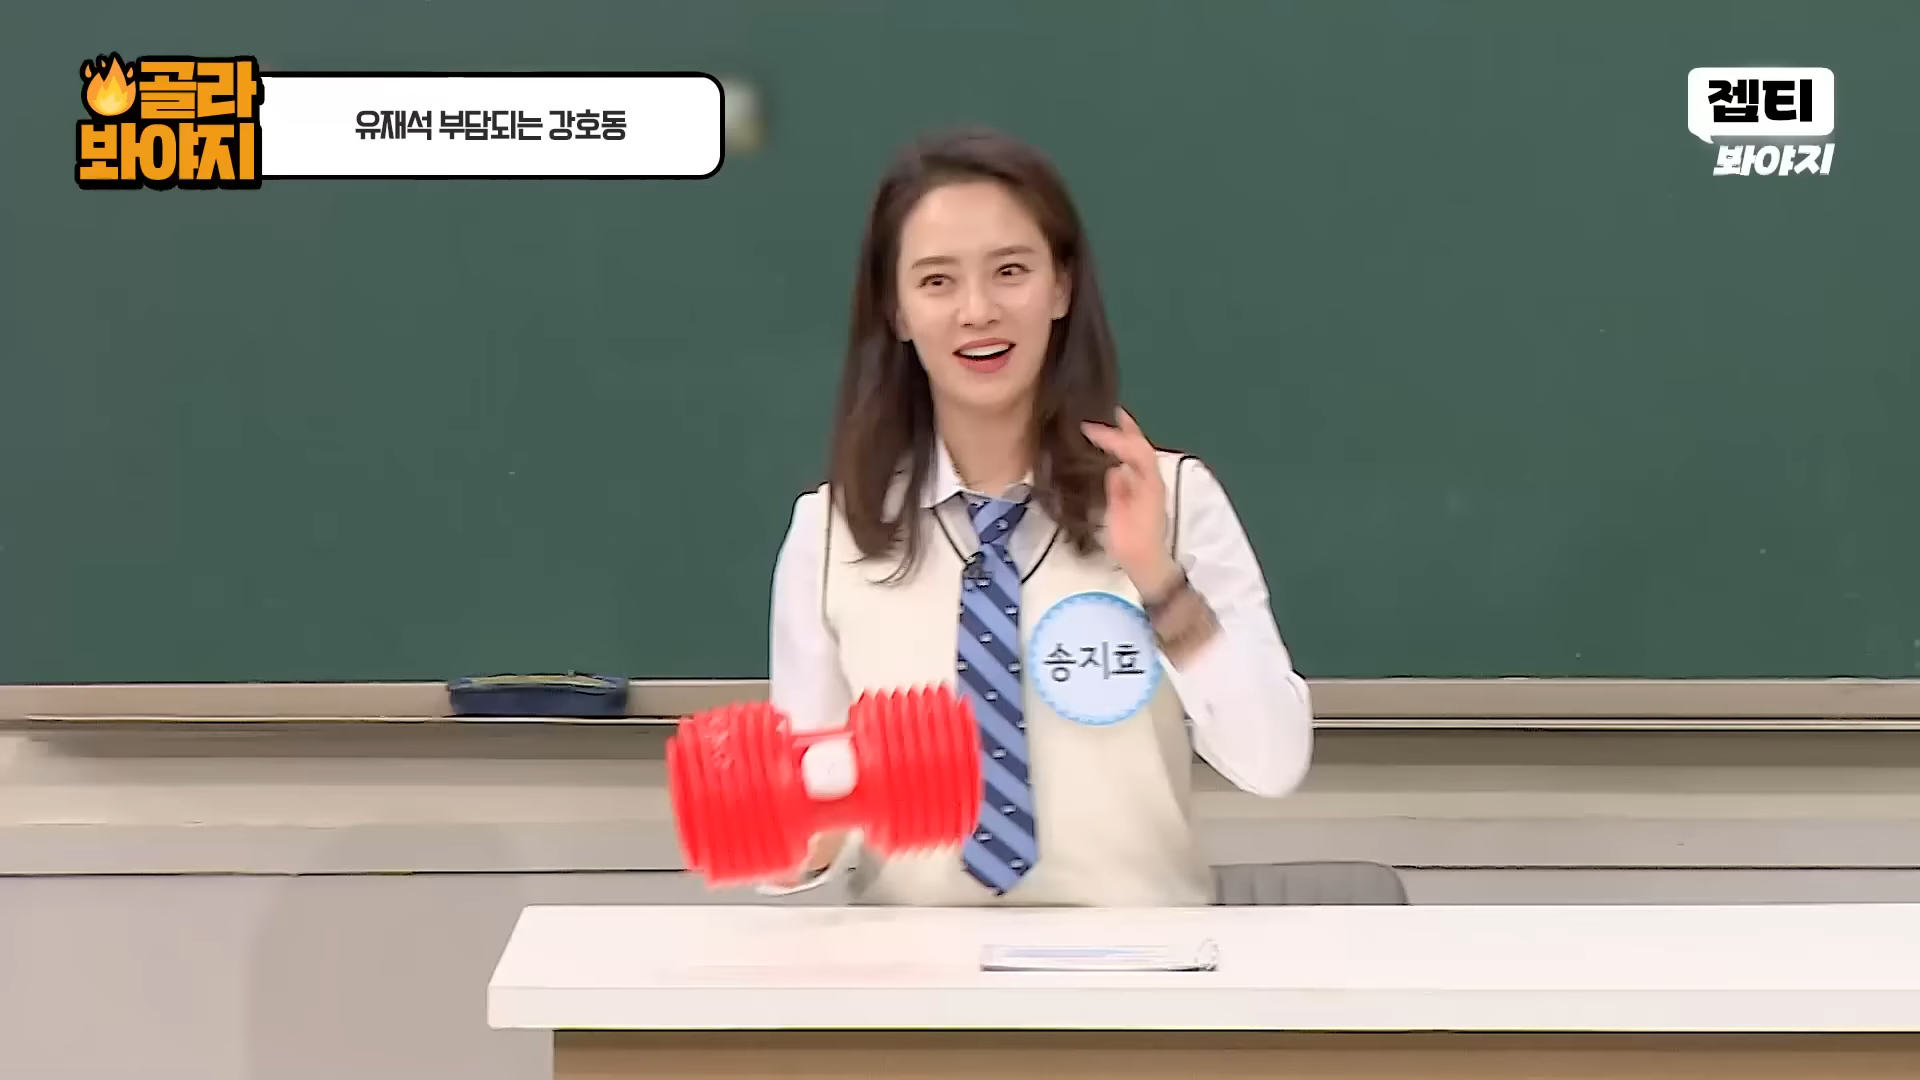 골라
봐야지
유재석 부담되는 강호동
젭티
봐야지
송지효